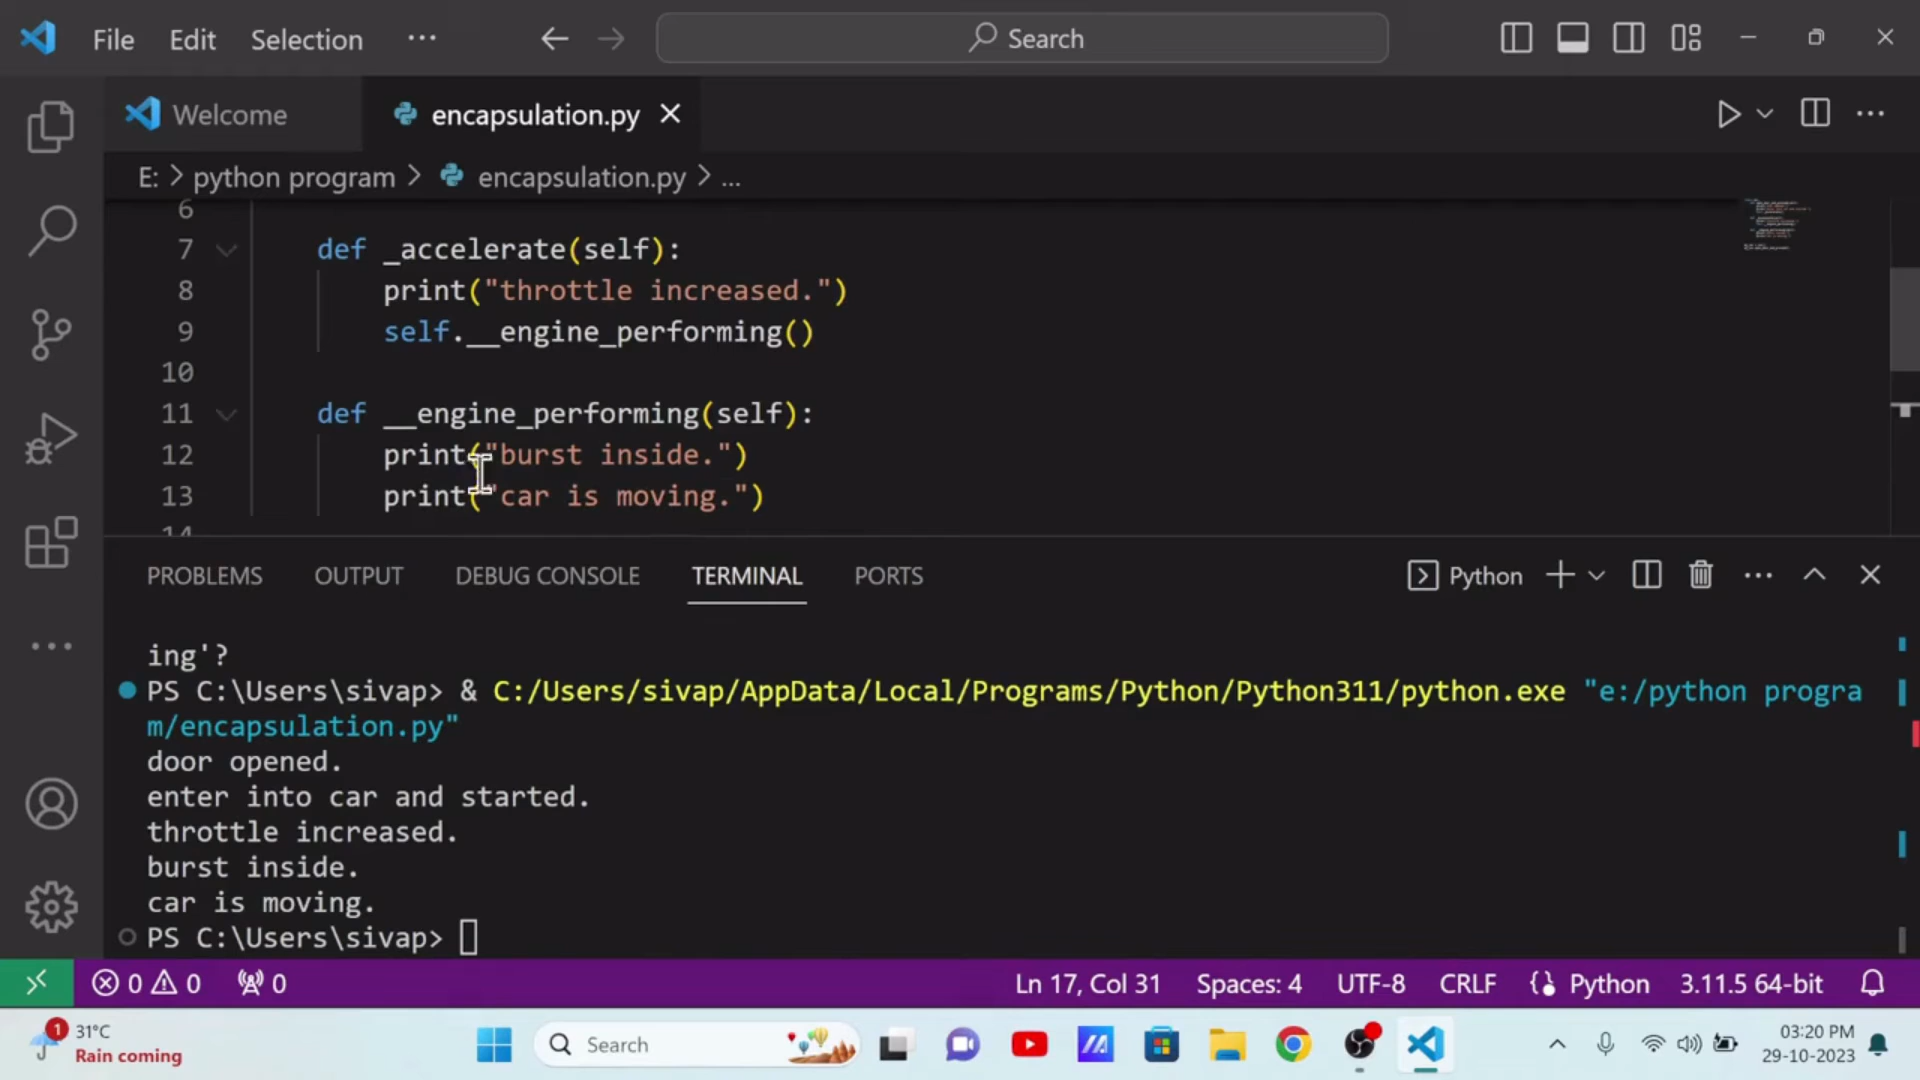 File Edit Selection ··· Search
Welcome encapsulation.py
E: > python program > encapsulation.py > ...
6
7 def _accelerate(self):
8 print("throttle increased.")
9 self.__engine_performing()
10
11 def __engine_performing(self):
12 print("burst inside.")
13 print("car is moving.")
14
PROBLEMS OUTPUT DEBUG CONSOLE TERMINAL PORTS Python
ing'?
PS C:\Users\sivap> & C:/Users/sivap/AppData/Local/Programs/Python/Python311/python.exe "e:/python progra
m/encapsulation.py"
door opened.
enter into car and started.
throttle increased.
burst inside.
car is moving.
PS C:\Users\sivap>
0 0 0 Ln 17, Col 31 Spaces: 4 UTF-8 CRLF Python 3.11.5 64-bit
1 31°C Search 03:20 PM
Rain coming 29-10-2023